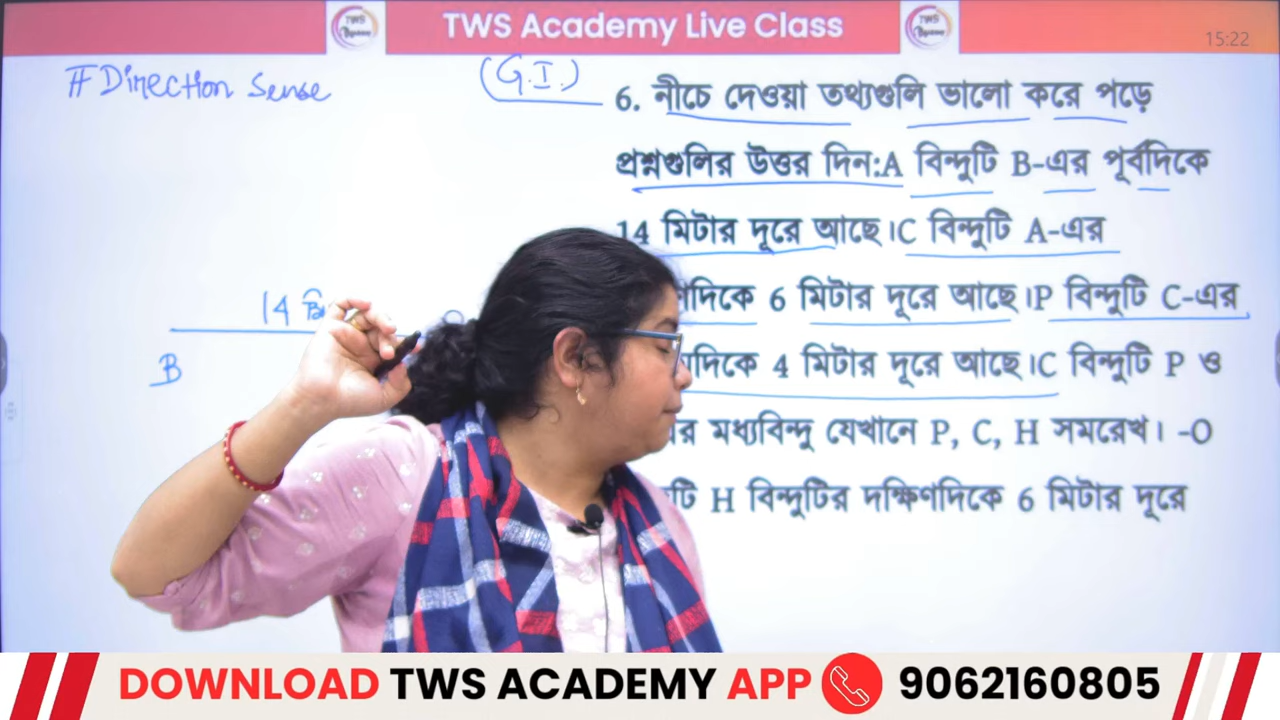 TWS Academy Live Class
15:22
# Direction Sense
(G.I.)
6. নীচে দেওয়া তথ্যগুলি ভালো করে পড়ে
প্রশ্নগুলির উত্তর দিন:A বিন্দুটি B-এর পূর্বদিকে
14 মিটার দূরে আছে।C বিন্দুটি A-এর
6 মিটার দূরে আছে।P বিন্দুটি C-এর
4 মিটার দূরে আছে।C বিন্দুটি P ও
মধ্যবিন্দু যেখানে P, C, H সমরেখ। -O
H বিন্দুটির দক্ষিণদিকে 6 মিটার দূরে
14
B
DOWNLOAD TWS ACADEMY APP 9062160805